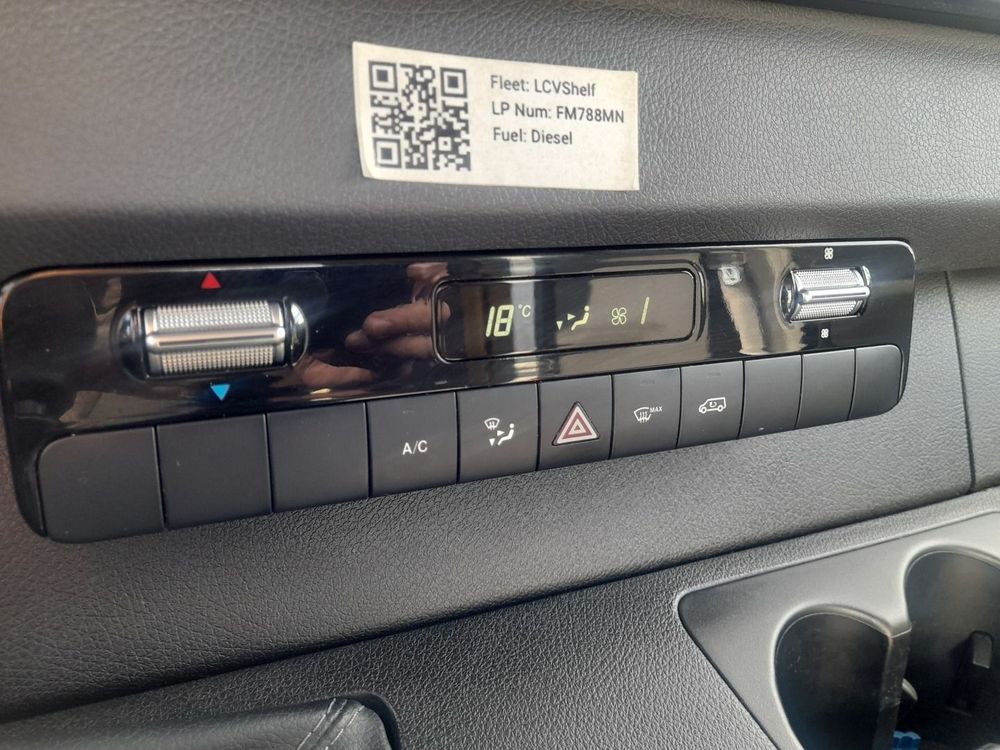 Fleet: LCVShelf
LP Num: FM788MN
Fuel: Diesel
18°C 1
A/C
MAX